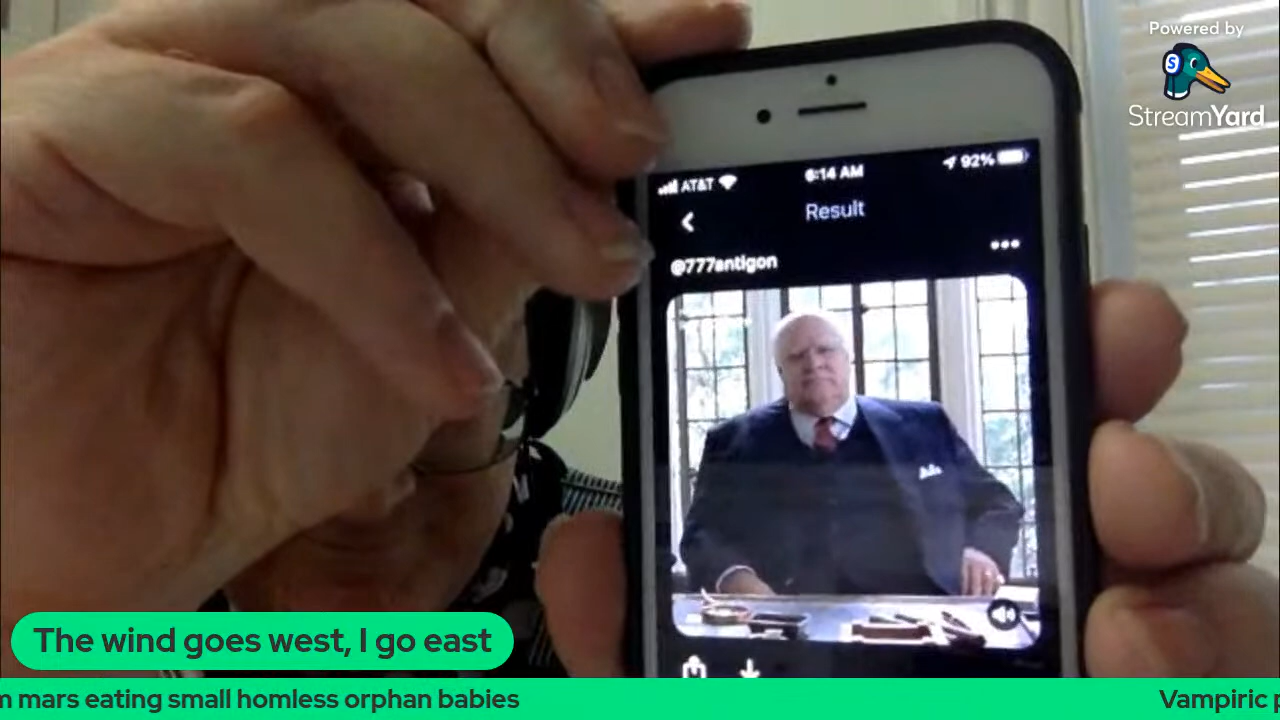 Powered by
StreamYard
AT&T 6:14 AM 92%
Result
@777antigon
The wind goes west, I go east
mars eating small homless orphan babies
Vampiric